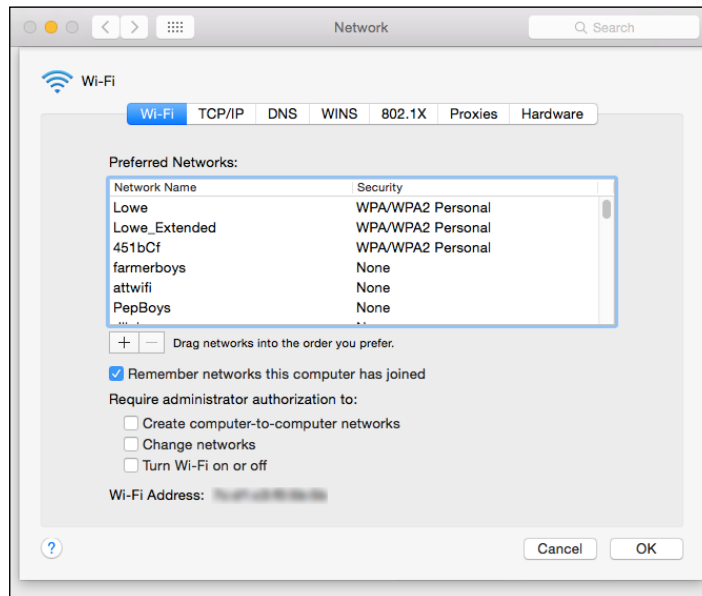 Network
Search
Wi-Fi
Wi-Fi TCP/IP DNS WINS 802.1X Proxies Hardware
Preferred Networks:
Network Name Security
Lowe WPA/WPA2 Personal
Lowe_Extended WPA/WPA2 Personal
451bCf WPA/WPA2 Personal
farmerboys None
attwifi None
PepBoys None
+ − Drag networks into the order you prefer.
Remember networks this computer has joined
Require administrator authorization to:
Create computer-to-computer networks
Change networks
Turn Wi-Fi on or off
Wi-Fi Address:
? Cancel OK